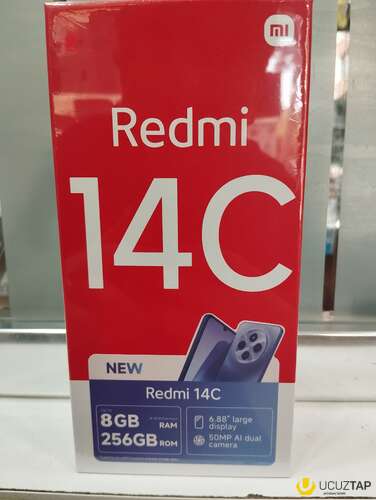 mi
Redmi
14C
NEW
Redmi 14C
8GB RAM
256GB ROM
6.88" large
display
50MP AI dual
camera
UCUZTAP